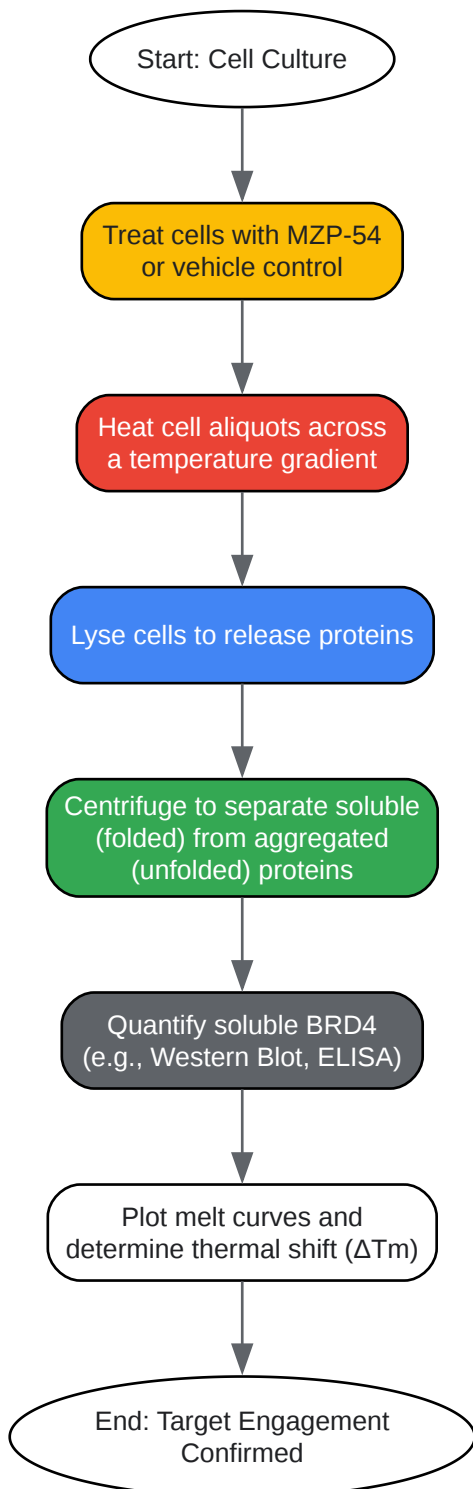 Start: Cell Culture
Treat cells with MZP-54
or vehicle control
Heat cell aliquots across
a temperature gradient
Lyse cells to release proteins
Centrifuge to separate soluble
(folded) from aggregated
(unfolded) proteins
Quantify soluble BRD4
(e.g., Western Blot, ELISA)
Plot melt curves and
determine thermal shift (ΔTm)
End: Target Engagement
Confirmed